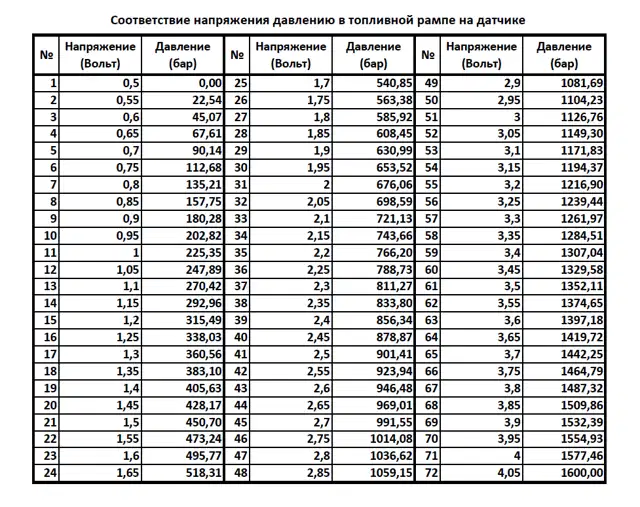 Соответствие напряжения давлению в топливной рампе на датчике
№ Напряжение (Вольт) Давление (бар) № Напряжение (Вольт) Давление (бар) № Напряжение (Вольт) Давление (бар)
1 0,5 0,00 25 1,7 540,85 49 2,9 1081,69
2 0,55 22,54 26 1,75 563,38 50 2,95 1104,23
3 0,6 45,07 27 1,8 585,92 51 3 1126,76
4 0,65 67,61 28 1,85 608,45 52 3,05 1149,30
5 0,7 90,14 29 1,9 630,99 53 3,1 1171,83
6 0,75 112,68 30 1,95 653,52 54 3,15 1194,37
7 0,8 135,21 31 2 676,06 55 3,2 1216,90
8 0,85 157,75 32 2,05 698,59 56 3,25 1239,44
9 0,9 180,28 33 2,1 721,13 57 3,3 1261,97
10 0,95 202,82 34 2,15 743,66 58 3,35 1284,51
11 1 225,35 35 2,2 766,20 59 3,4 1307,04
12 1,05 247,89 36 2,25 788,73 60 3,45 1329,58
13 1,1 270,42 37 2,3 811,27 61 3,5 1352,11
14 1,15 292,96 38 2,35 833,80 62 3,55 1374,65
15 1,2 315,49 39 2,4 856,34 63 3,6 1397,18
16 1,25 338,03 40 2,45 878,87 64 3,65 1419,72
17 1,3 360,56 41 2,5 901,41 65 3,7 1442,25
18 1,35 383,10 42 2,55 923,94 66 3,75 1464,79
19 1,4 405,63 43 2,6 946,48 67 3,8 1487,32
20 1,45 428,17 44 2,65 969,01 68 3,85 1509,86
21 1,5 450,70 45 2,7 991,55 69 3,9 1532,39
22 1,55 473,24 46 2,75 1014,08 70 3,95 1554,93
23 1,6 495,77 47 2,8 1036,62 71 4 1577,46
24 1,65 518,31 48 2,85 1059,15 72 4,05 1600,00